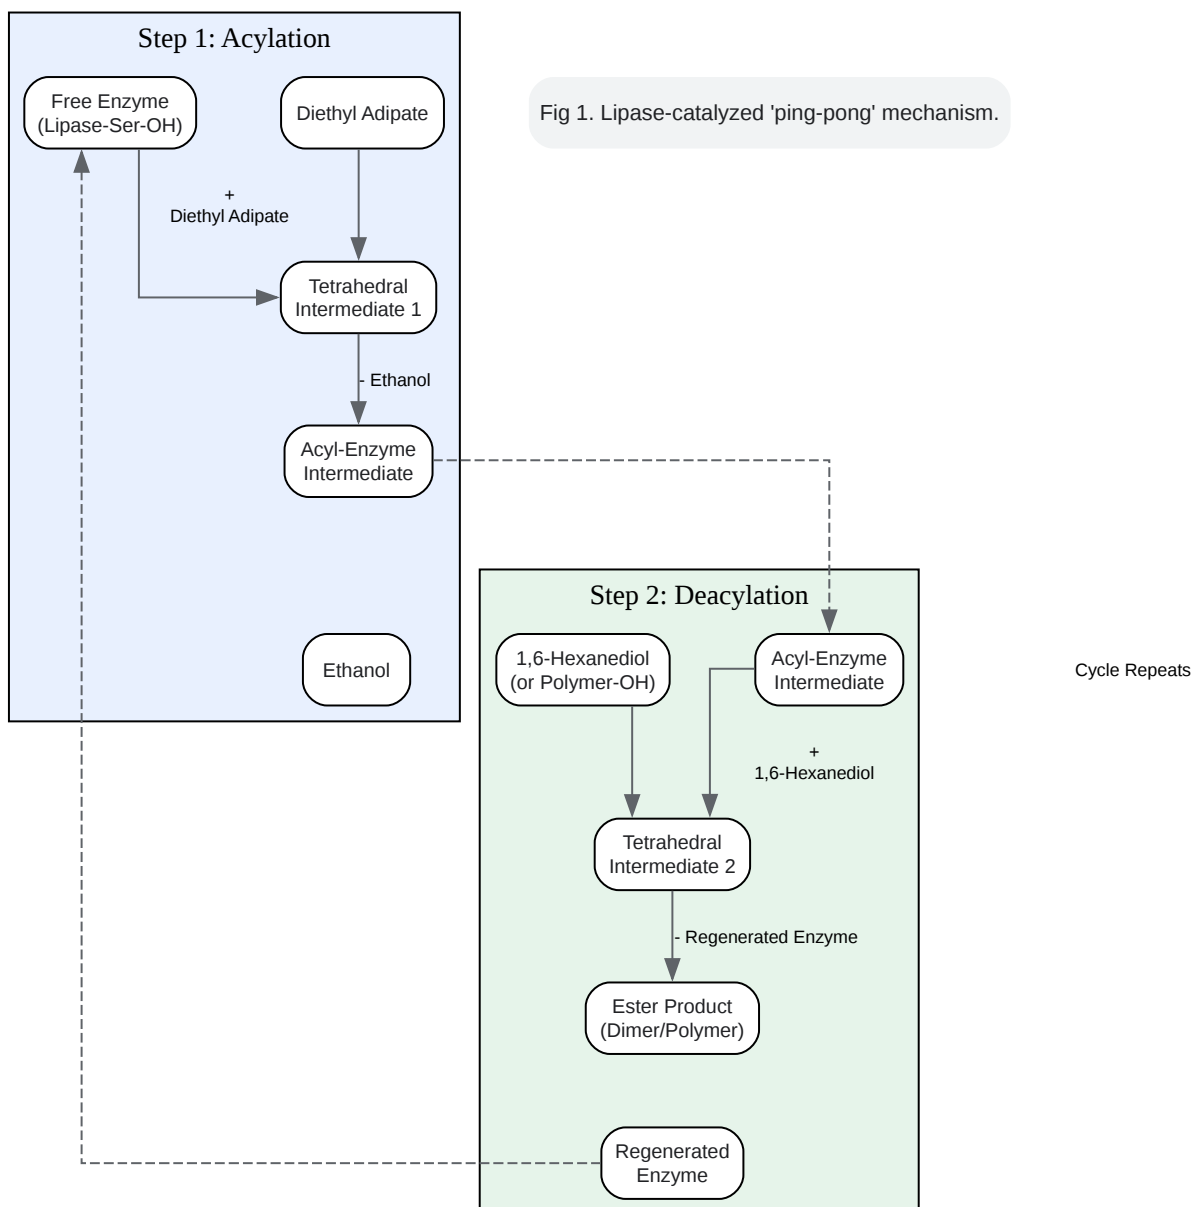 Step 1: Acylation
Free Enzyme
(Lipase-Ser-OH)
Diethyl Adipate
Fig 1. Lipase-catalyzed 'ping-pong' mechanism.
+
Diethyl Adipate
Tetrahedral
Intermediate 1
- Ethanol
Acyl-Enzyme
Intermediate
Ethanol
Step 2: Deacylation
1,6-Hexanediol
(or Polymer-OH)
Acyl-Enzyme
Intermediate
Cycle Repeats
+
1,6-Hexanediol
Tetrahedral
Intermediate 2
- Regenerated Enzyme
Ester Product
(Dimer/Polymer)
Regenerated
Enzyme